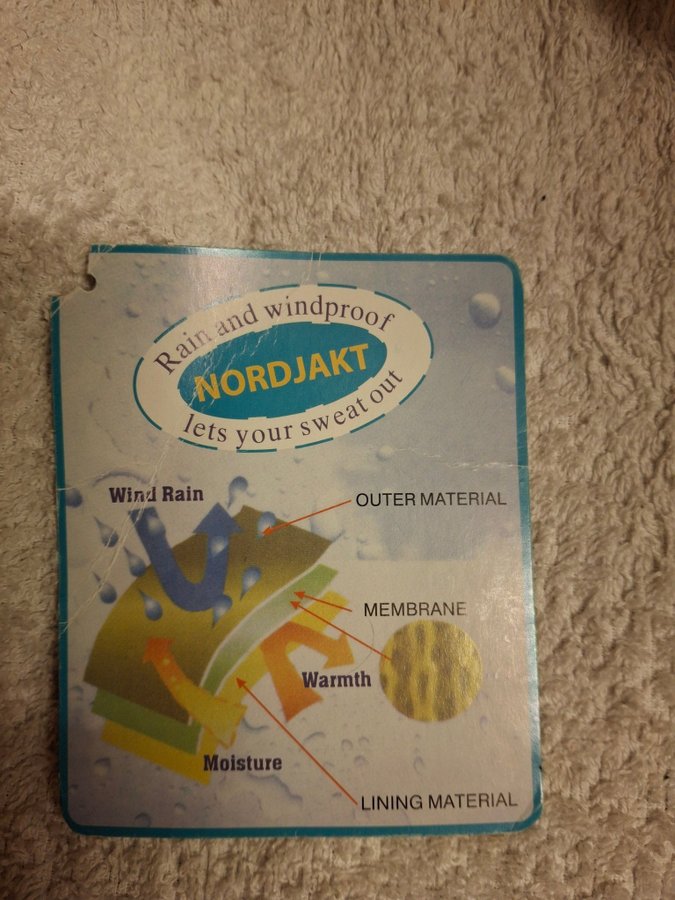 Rain and windproof
NORDJAKT
lets your sweat out
Wind Rain
OUTER MATERIAL
MEMBRANE
Warmth
Moisture
LINING MATERIAL